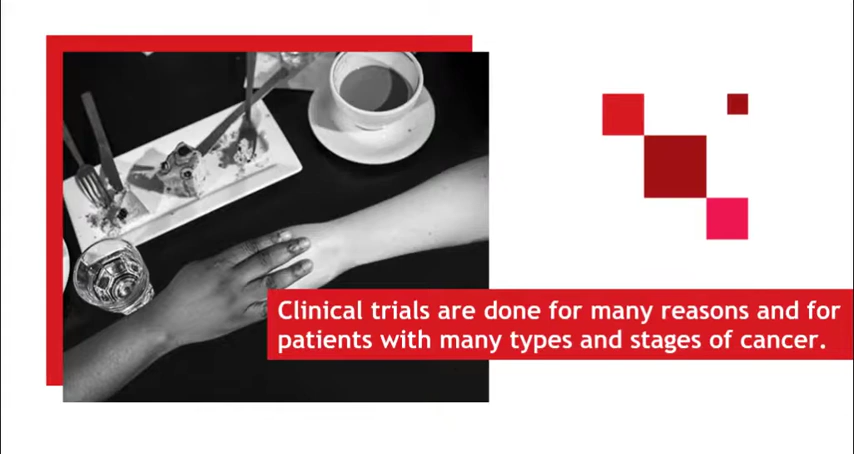 Clinical trials are done for many reasons and for
patients with many types and stages of cancer.